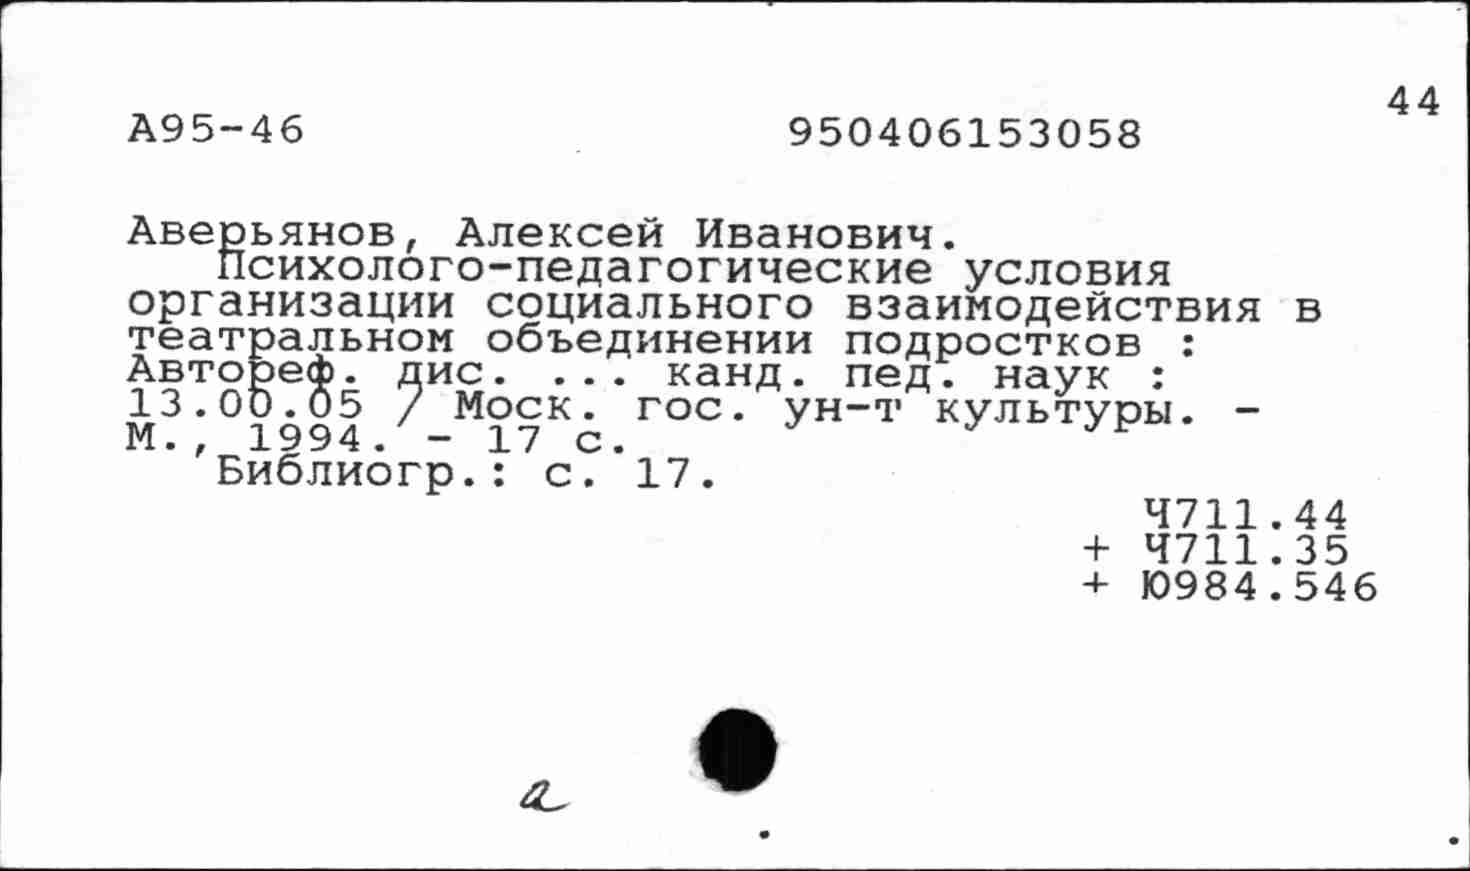 44
А95-46 950406153058
Аверьянов, Алексей Иванович.
Психолого-педагогические условия
организации социального взаимодействия в
театральном объединении подростков :
Автореф. дис. ... канд. пед. наук :
13.00.05 / Моск. гос. ун-т культуры. -
М., 1994. - 17 с.
Библиогр.: с. 17.
Ч711.44
+ Ч711.35
+ Ю984.546
а